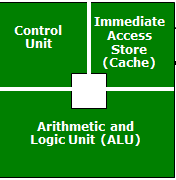 Control
Unit
Immediate
Access
Store
(Cache)
Arithmetic and
Logic Unit (ALU)